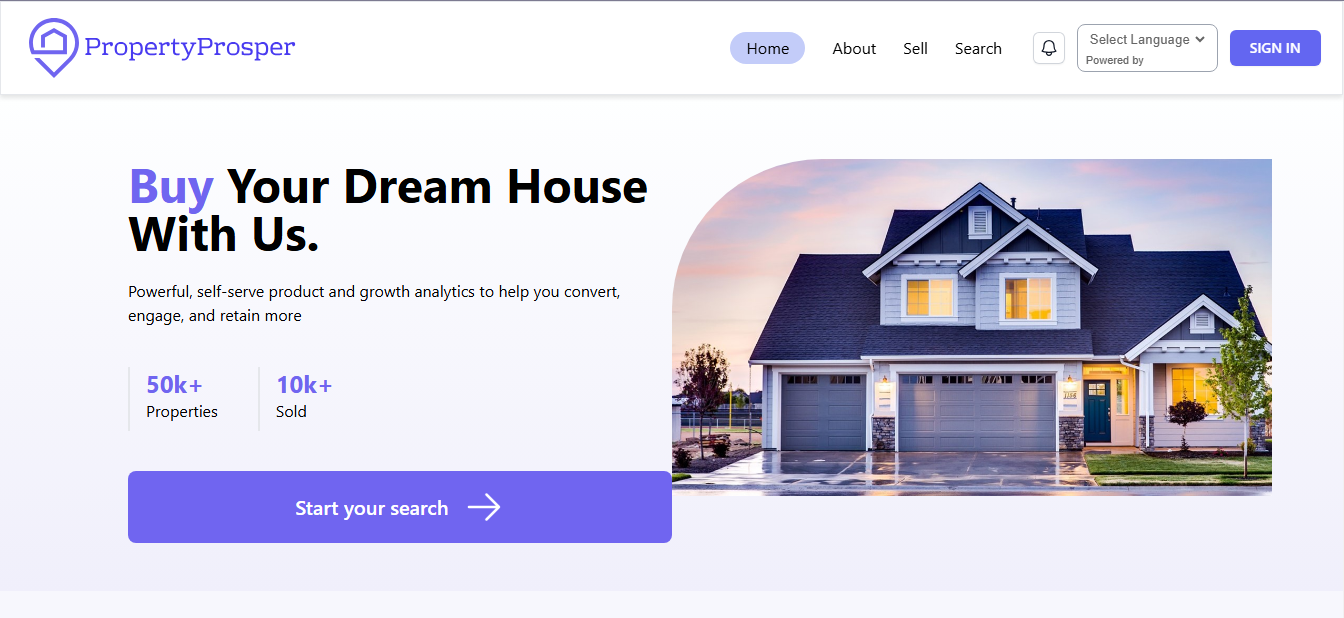 PropertyProsper
Home
About
Sell
Search
Select Language
Powered by
SIGN IN
Buy Your Dream House
With Us.
Powerful, self-serve product and growth analytics to help you convert,
engage, and retain more
50k+
Properties
10k+
Sold
Start your search